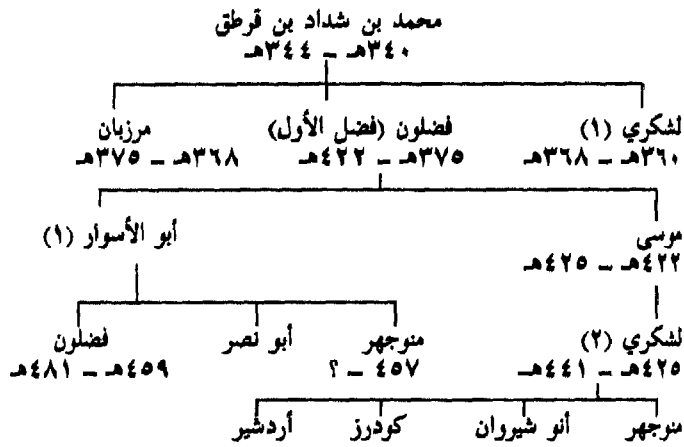 محمد بن شداد بن قرطق
٣٤٠هـ – ٣٤٤هـ
لشكري (١) فضلون (فضل الأول) مرزبان
٣٦٠هـ – ٣٦٨هـ ٣٧٥هـ – ٤٢٢هـ ٣٦٨هـ – ٣٧٥هـ
موسى أبو الأسوار (١)
٤٢٢هـ – ٤٢٥هـ
لشكري (٢) منوجهر أبو نصر فضلون
٤٢٥هـ – ٤٤١هـ ٤٥٧ – ؟ ٤٥٩هـ – ٤٨١هـ
منوجهر أنو شيروان كودرز أردشير